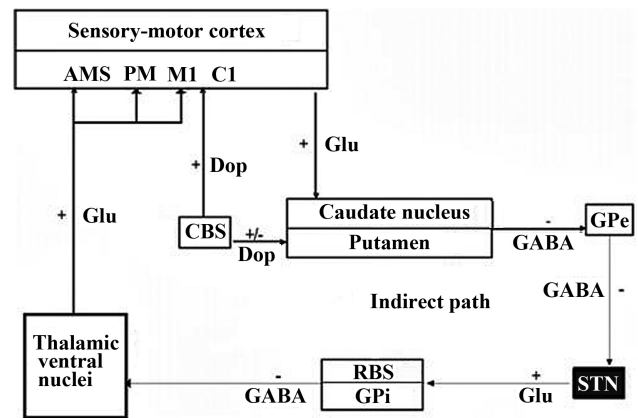 Sensory-motor cortex
AMS PM M1 C1
+ Dop
+ Glu
+ Glu
Caudate nucleus
Putamen
CBS
+/-
Dop
-
GABA
GPe
GABA -
Indirect path
Thalamic
ventral
nuclei
-
GABA
RBS
GPi
+
Glu
STN